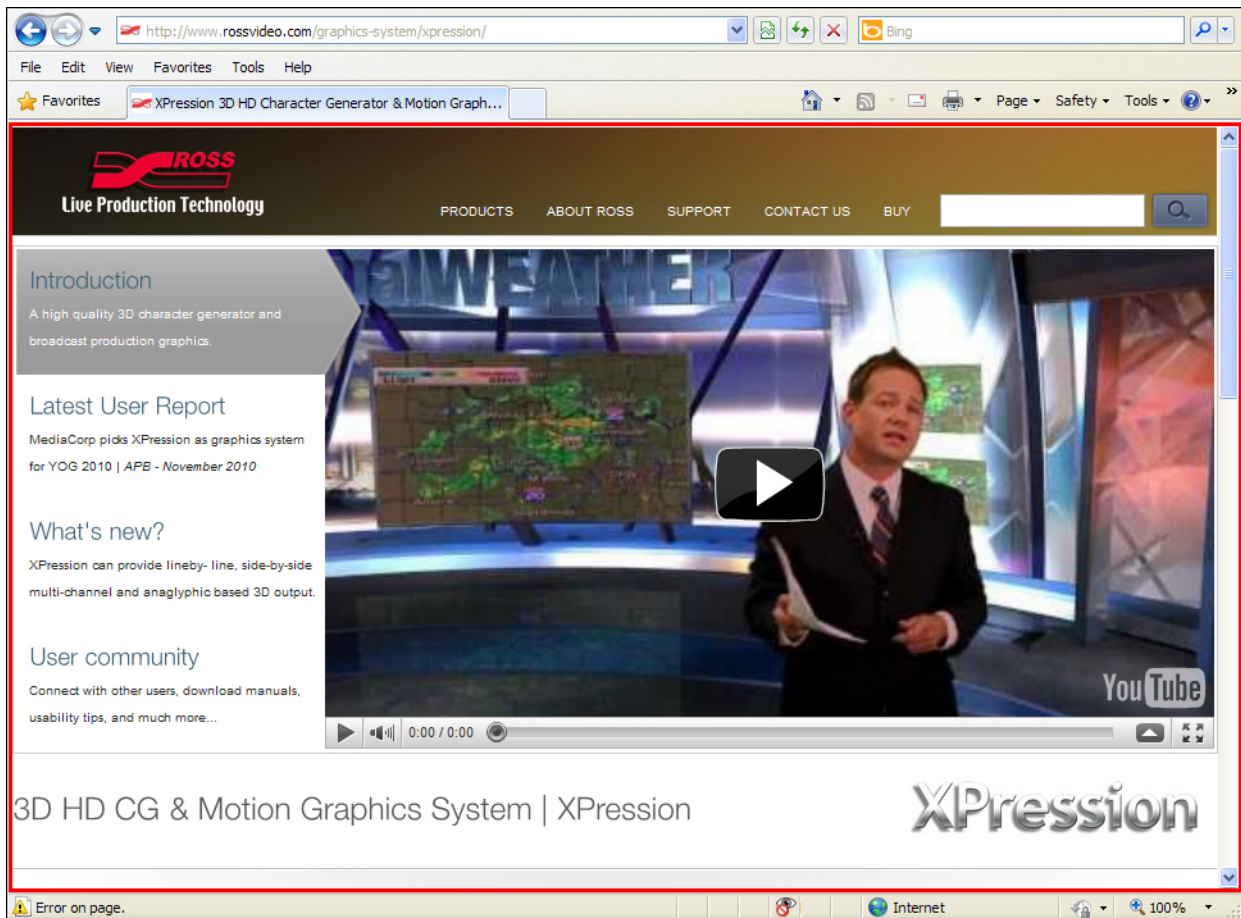 http://www.rossvideo.com/graphics-system/xpression/
Bing
File Edit View Favorites Tools Help
Favorites
XPression 3D HD Character Generator & Motion Graph...
Page Safety Tools
ROSS
Live Production Technology
PRODUCTS ABOUT ROSS SUPPORT CONTACT US BUY
Introduction
A high quality 3D character generator and
broadcast production graphics.
Latest User Report
MediaCorp picks XPression as graphics system
for YOG 2010 | APB - November 2010
What's new?
XPression can provide lineby- line, side-by-side
multi-channel and anaglyphic based 3D output.
User community
Connect with other users, download manuals,
usability tips, and much more...
WEATHER
20
YouTube
0:00 / 0:00
3D HD CG & Motion Graphics System | XPression
XPression
Error on page.
Internet
100%